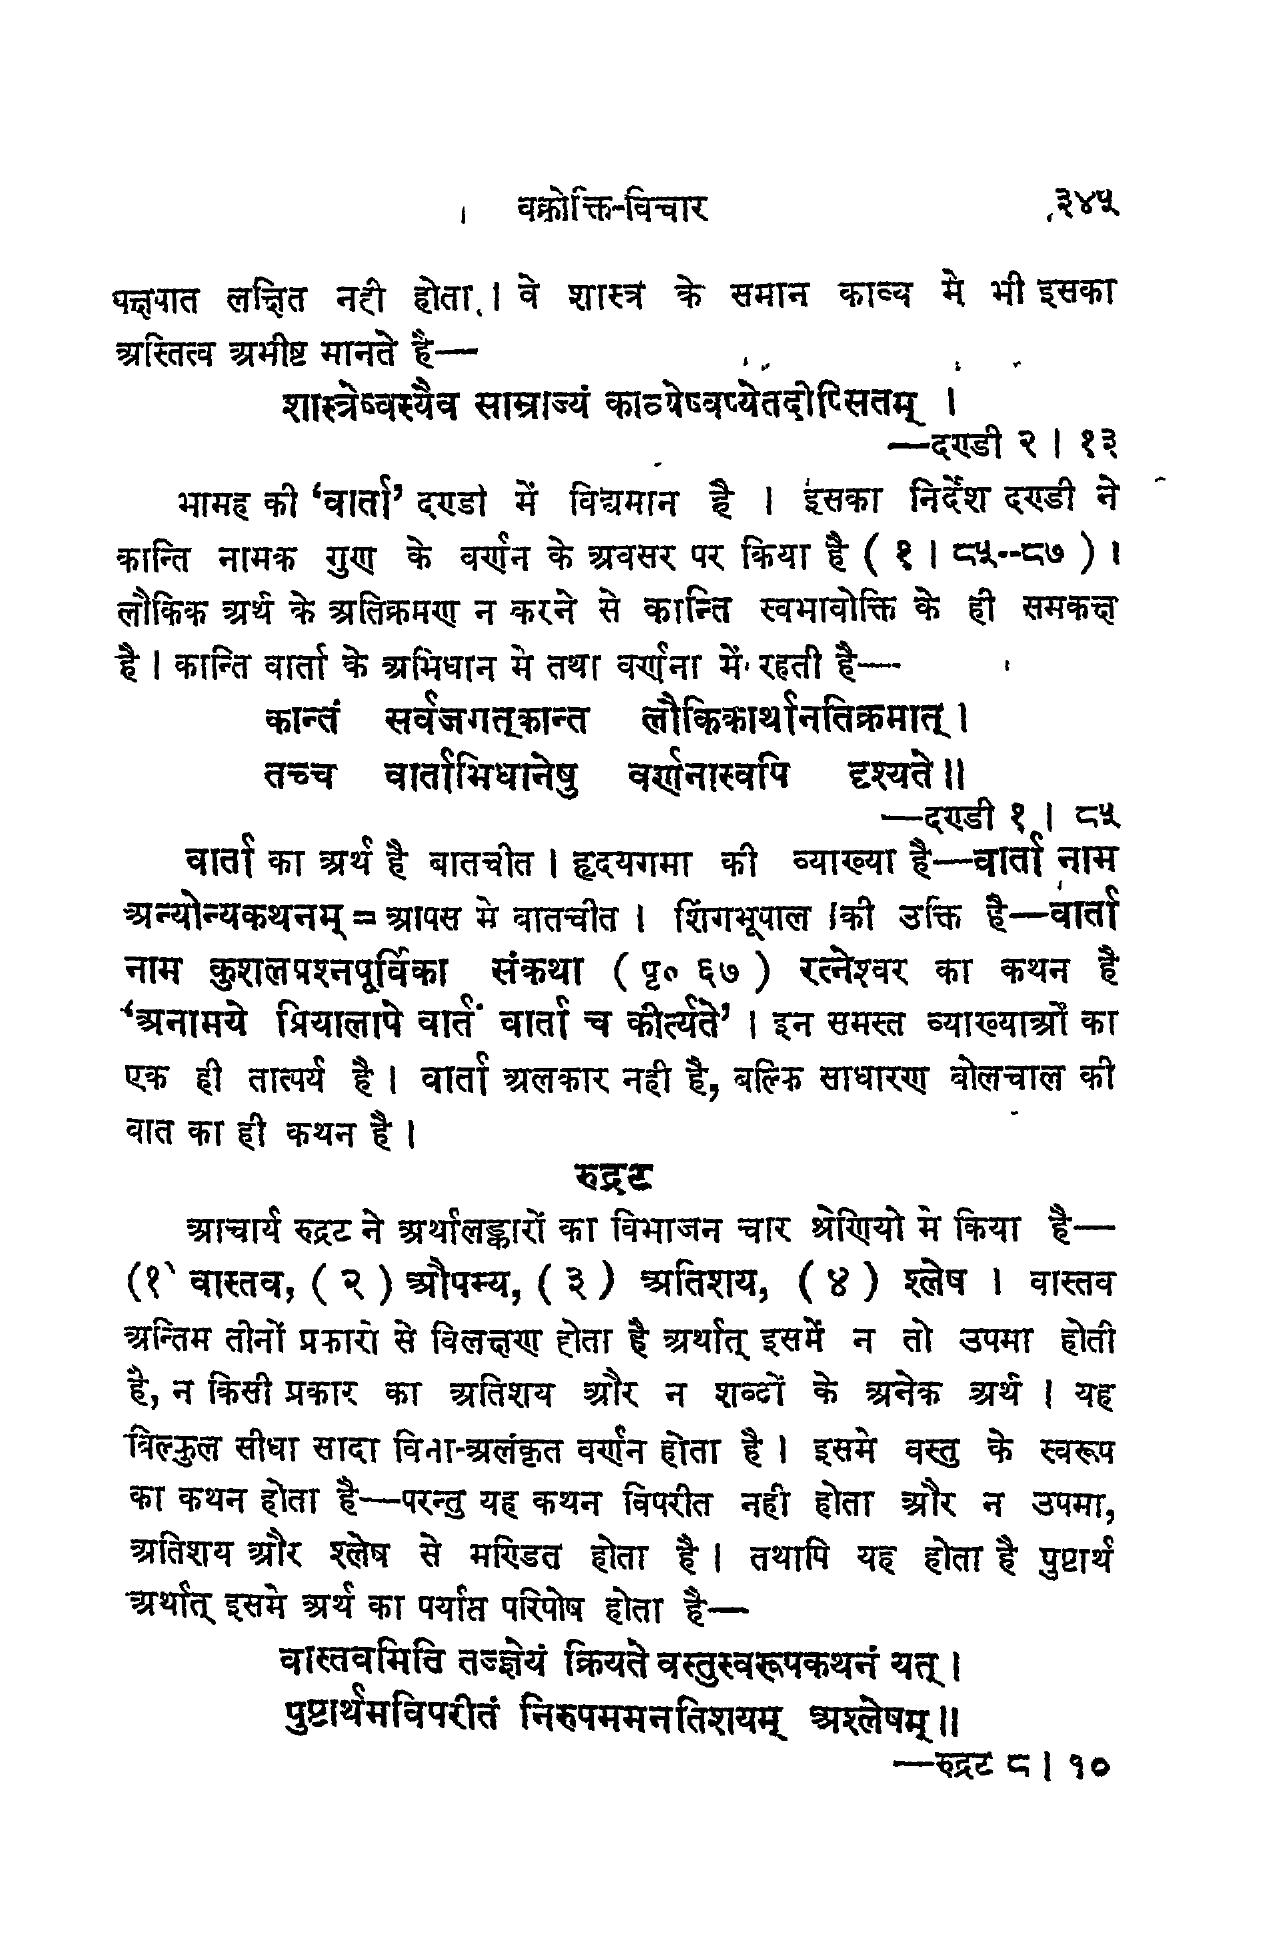 वक्रोक्ति-विचार ३४५
पक्षपात लक्षित नही होता । वे शास्त्र के समान काव्य मे भी इसका
अस्तित्व अभीष्ट मानते है—
शास्त्रेष्वस्यैव साम्राज्यं काव्येष्वप्येतदीप्सितम् ।
—दण्डी २ । १३
भामह की ‘वार्ता’ दण्डी में विद्यमान है । इसका निर्देश दण्डी ने
कान्ति नामक गुण के वर्णन के अवसर पर किया है ( १ । ८५--८७ ) ।
लौकिक अर्थ के अतिक्रमण न करने से कान्ति स्वभावोक्ति के ही समकक्ष
है । कान्ति वार्ता के अभिधान मे तथा वर्णना में रहती है—
कान्तं सर्वजगत्कान्त लौकिकार्थानतिक्रमात् ।
तच्च वार्ताभिधानेषु वर्णनास्वपि दृश्यते ॥
—दण्डी १ । ८५
वार्ता का अर्थ है बातचीत । हृदयगमा की व्याख्या है—वार्ता नाम
अन्योन्यकथनम् = आपस मे बातचीत । शिंगभूपाल की उक्ति है—वार्ता
नाम कुशलप्रश्नपूर्विका संकथा ( पृ० ६७ ) रत्नेश्वर का कथन है
‘अनामये प्रियालापे वार्तं वार्ता च कीर्त्यते’ । इन समस्त व्याख्याओं का
एक ही तात्पर्य है । वार्ता अलकार नही है, बल्कि साधारण बोलचाल की
बात का ही कथन है ।
रुद्रट
आचार्य रुद्रट ने अर्थालङ्कारों का विभाजन चार श्रेणियो मे किया है—
(१) वास्तव, ( २ ) औपम्य, ( ३ ) अतिशय, ( ४ ) श्लेष । वास्तव
अन्तिम तीनों प्रकारो से विलक्षण होता है अर्थात् इसमें न तो उपमा होती
है, न किसी प्रकार का अतिशय और न शब्दों के अनेक अर्थ । यह
बिल्कुल सीधा सादा बिना-अलंकृत वर्णन होता है । इसमे वस्तु के स्वरूप
का कथन होता है—परन्तु यह कथन विपरीत नही होता और न उपमा,
अतिशय और श्लेष से मण्डित होता है । तथापि यह होता है पुष्टार्थ
अर्थात् इसमे अर्थ का पर्याप्त परिपोष होता है—
वास्तवमिति तज्ज्ञेयं क्रियते वस्तुस्वरूपकथनं यत् ।
पुष्टार्थमविपरीतं निरुपममनतिशयम् अश्लेषम् ॥
—रुद्रट ८ । १०